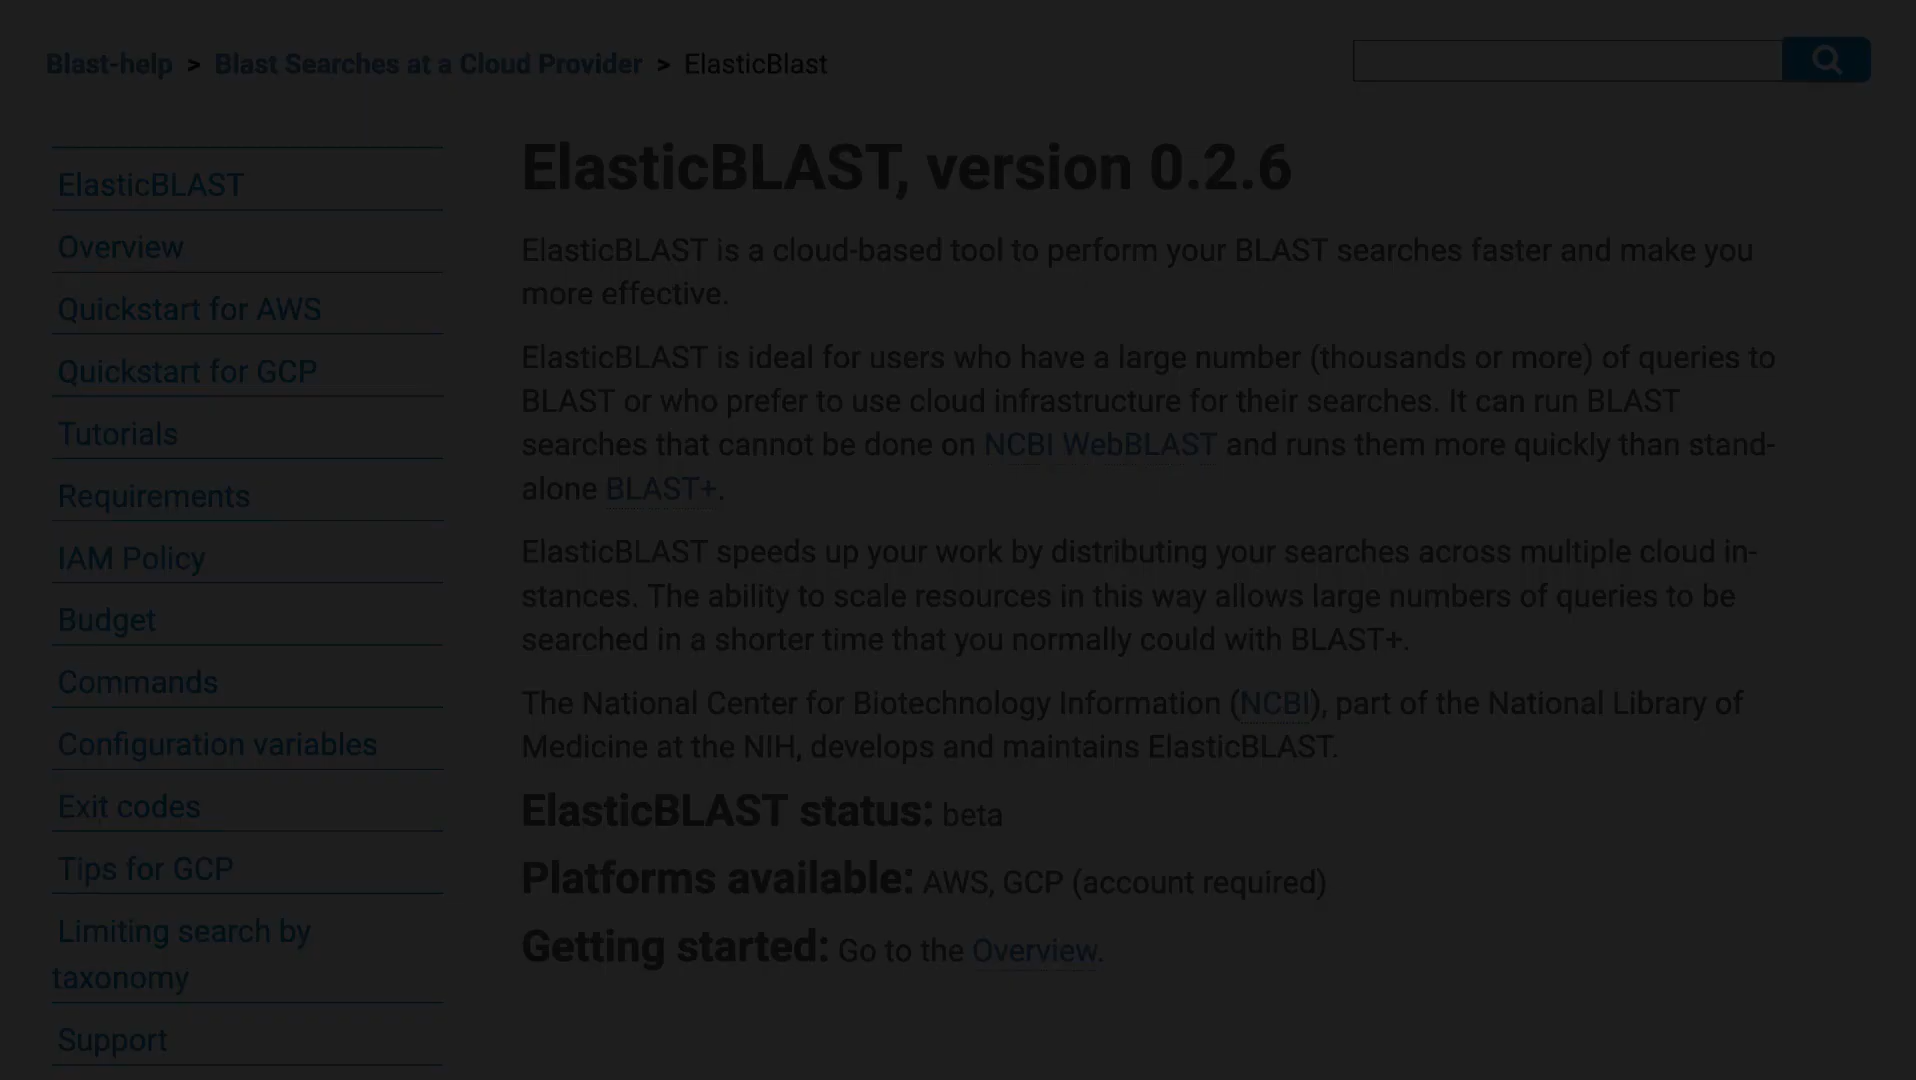 Blast-help > Blast Searches at a Cloud Provider > ElasticBlast
ElasticBLAST
Overview
Quickstart for AWS
Quickstart for GCP
Tutorials
Requirements
IAM Policy
Budget
Commands
Configuration variables
Exit codes
Tips for GCP
Limiting search by
taxonomy
Support
ElasticBLAST, version 0.2.6
ElasticBLAST is a cloud-based tool to perform your BLAST searches faster and make you
more effective.
ElasticBLAST is ideal for users who have a large number (thousands or more) of queries to
BLAST or who prefer to use cloud infrastructure for their searches. It can run BLAST
searches that cannot be done on NCBI WebBLAST and runs them more quickly than stand-
alone BLAST+.
ElasticBLAST speeds up your work by distributing your searches across multiple cloud in-
stances. The ability to scale resources in this way allows large numbers of queries to be
searched in a shorter time that you normally could with BLAST+.
The National Center for Biotechnology Information (NCBI), part of the National Library of
Medicine at the NIH, develops and maintains ElasticBLAST.
ElasticBLAST status: beta
Platforms available: AWS, GCP (account required)
Getting started: Go to the Overview.